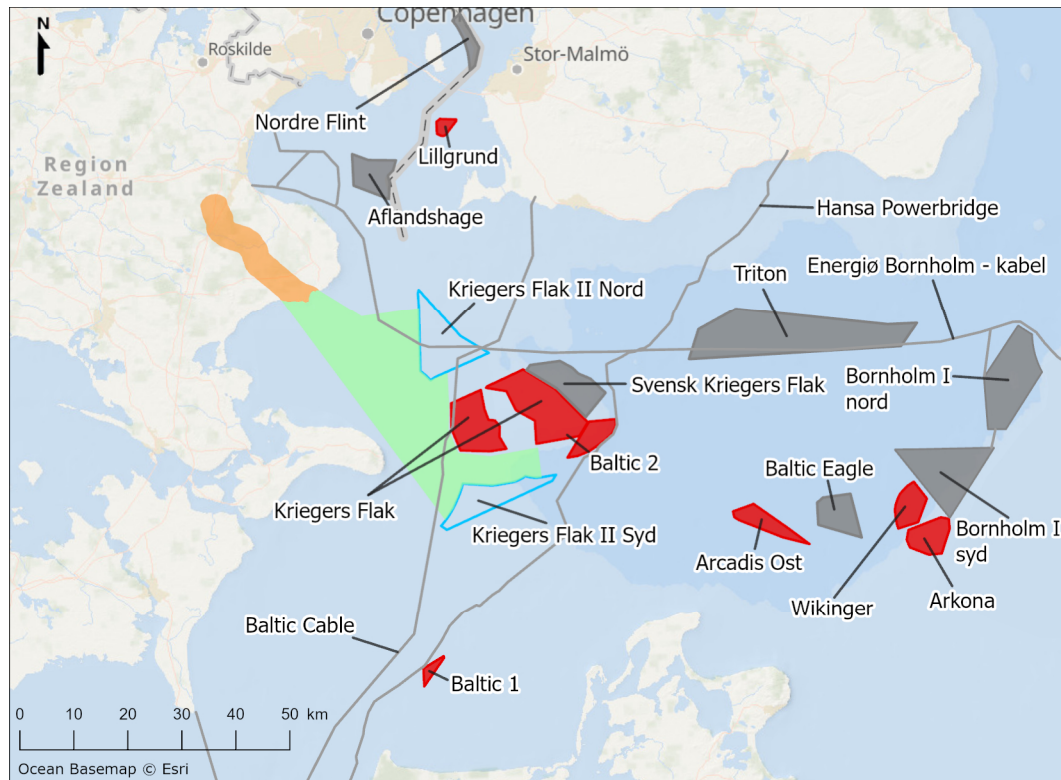 N
Copenhagen
Roskilde
Stor-Malmö
Nordre Flint
Lillgrund
Region
Zealand
Aflandshage
Hansa Powerbridge
Energiø Bornholm - kabel
Triton
Kriegers Flak II Nord
Svensk Kriegers Flak
Bornholm I
nord
Baltic 2
Baltic Eagle
Kriegers Flak
Kriegers Flak II Syd
Bornholm I
syd
Arcadis Ost
Wikinger
Arkona
Baltic Cable
Baltic 1
0 10 20 30 40 50 km
Ocean Basemap © Esri